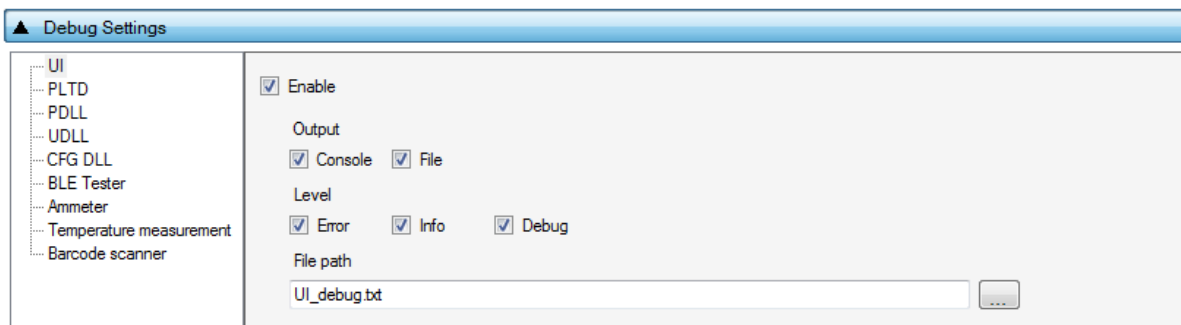 Debug Settings
UI
PLTD
PDLL
UDLL
CFG DLL
BLE Tester
Ammeter
Temperature measurement
Barcode scanner
Enable
Output
Console File
Level
Error Info Debug
File path
UI_debug.txt
...